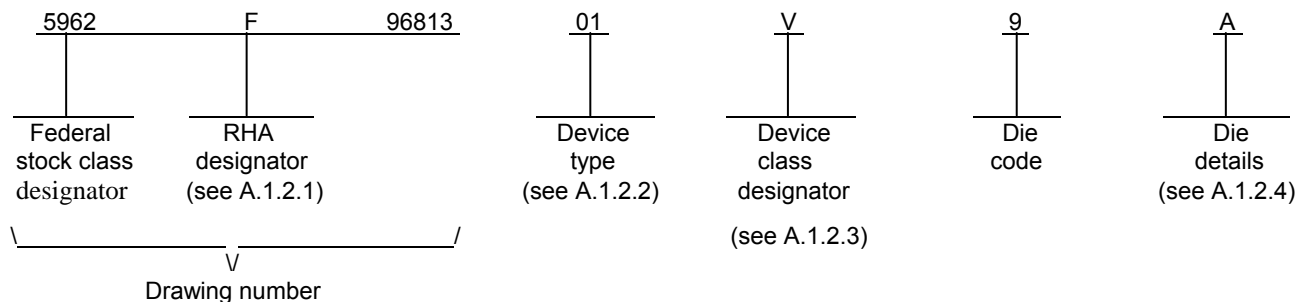 5962 F 96813 01 V 9 A
Federal stock class designator
RHA designator (see A.1.2.1)
Device type (see A.1.2.2)
Device class designator (see A.1.2.3)
Die code
Die details (see A.1.2.4)
\ /
\/
Drawing number